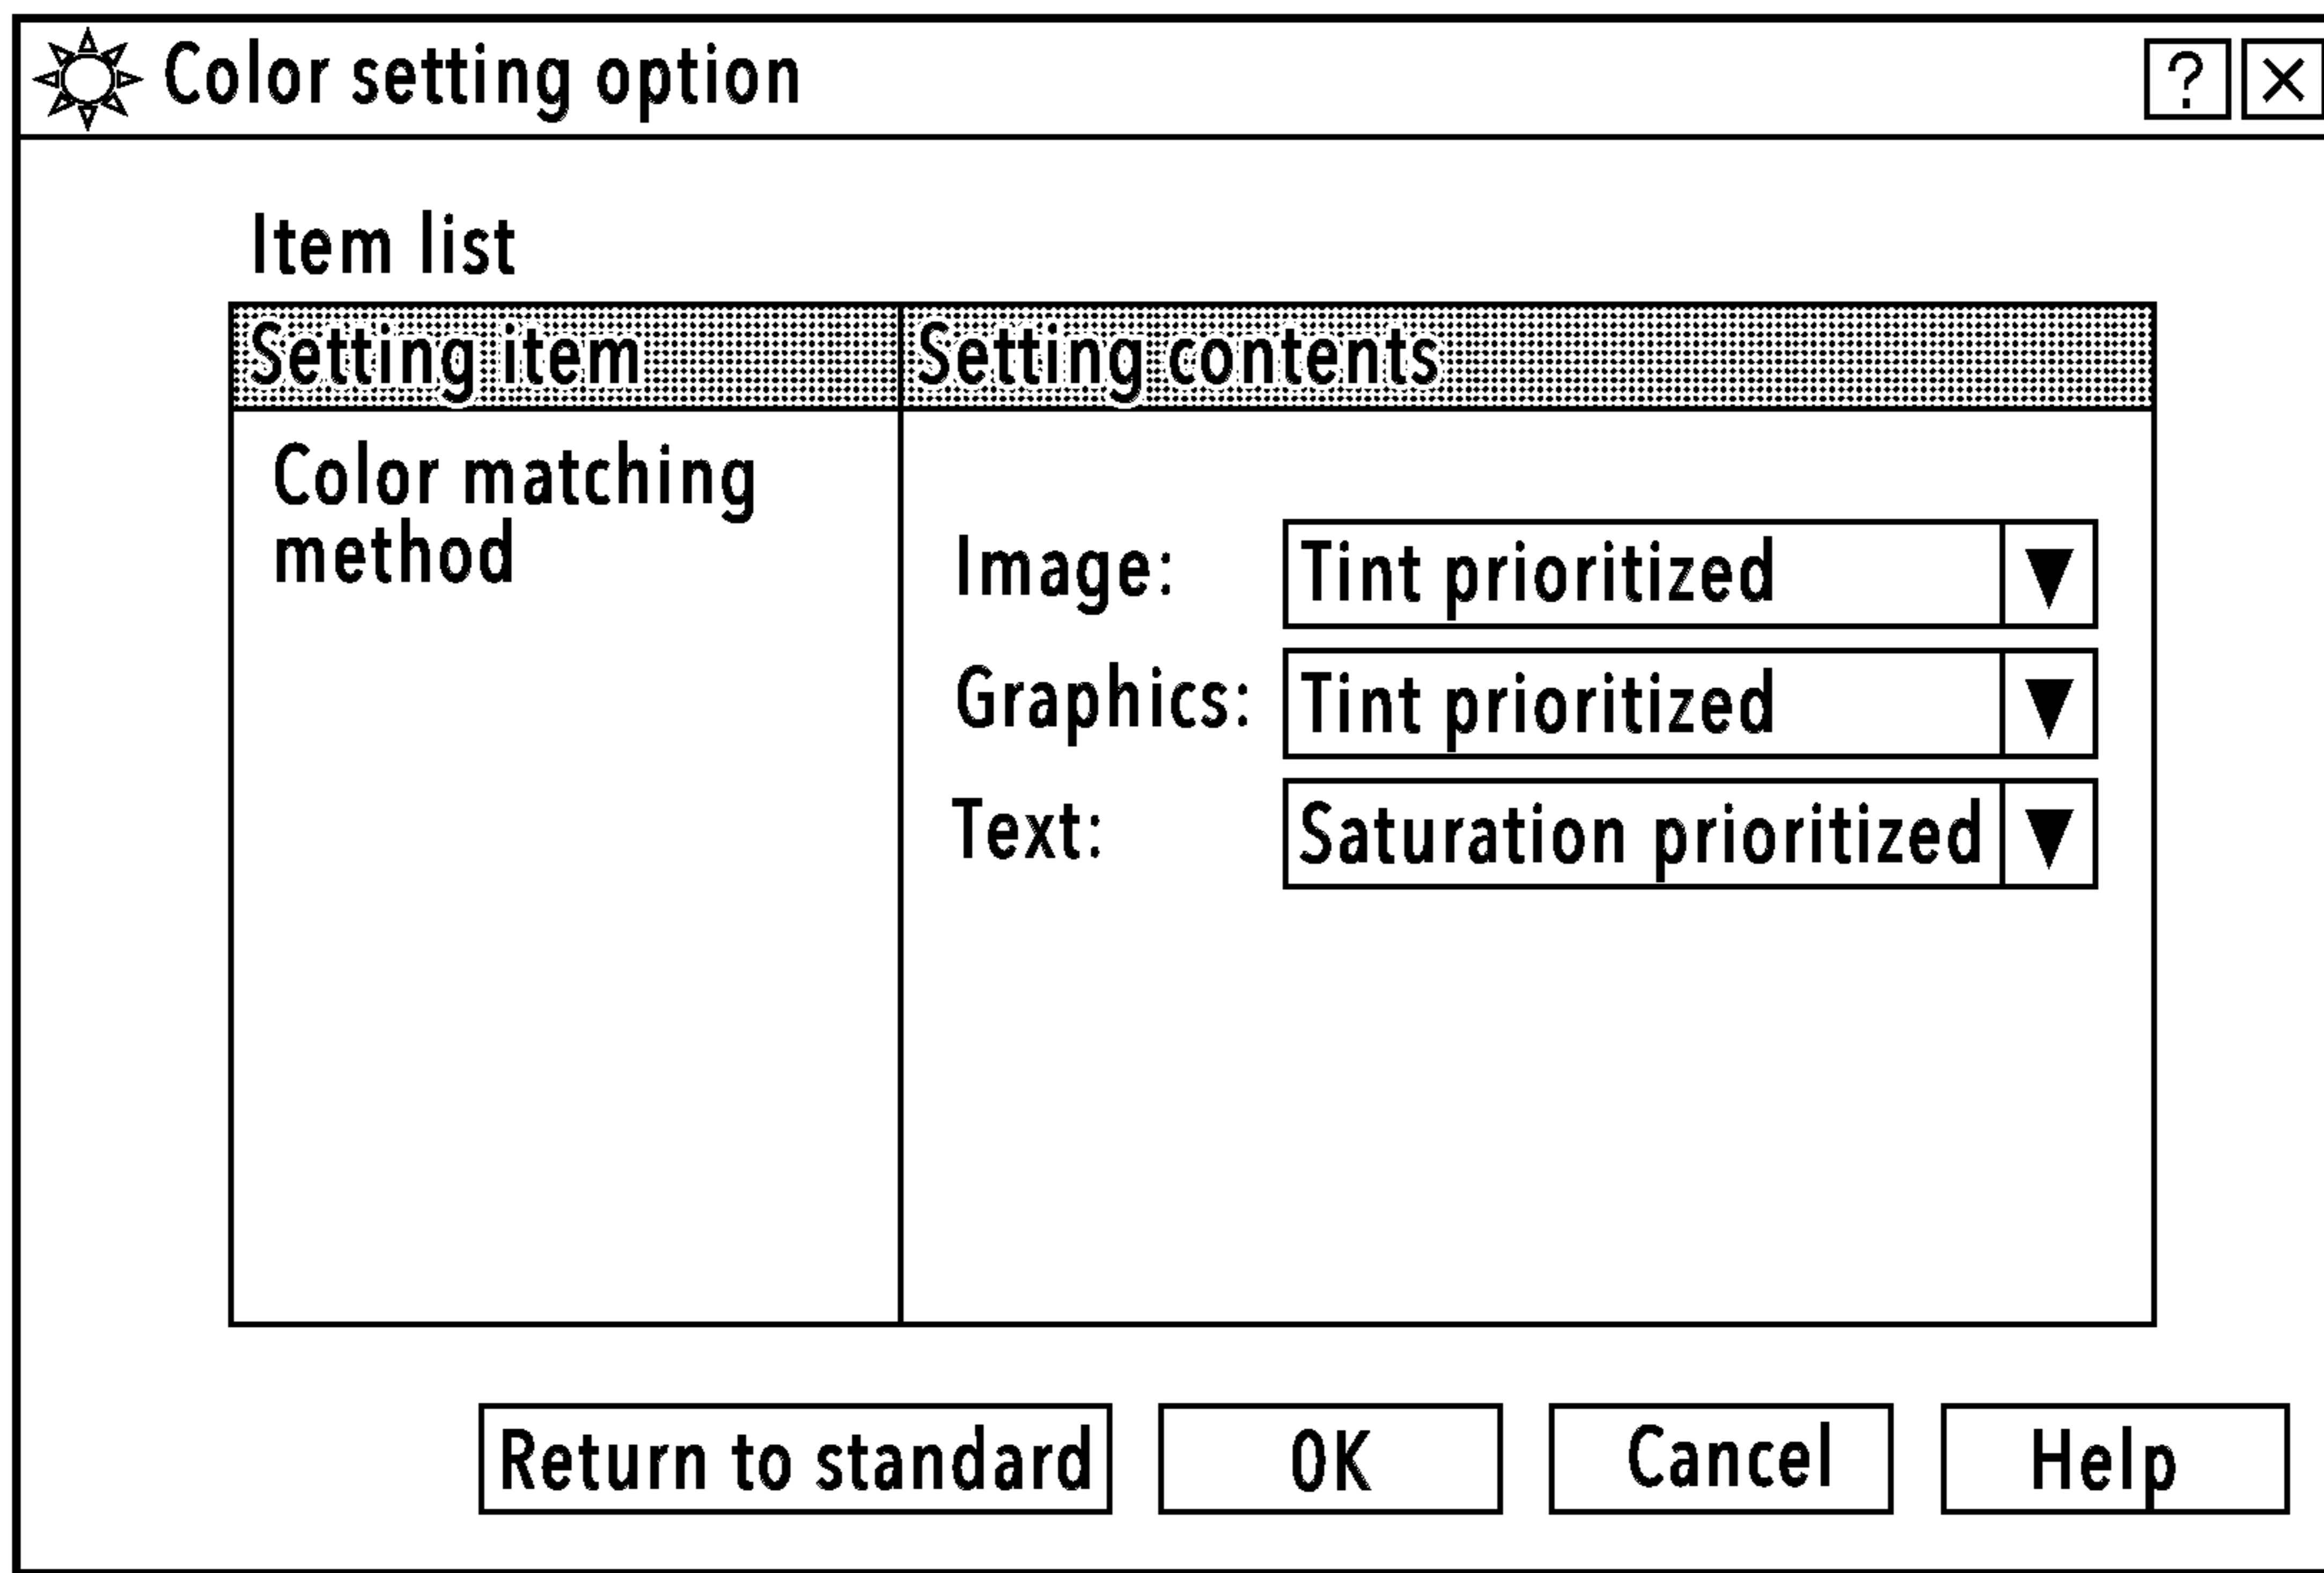 Color setting option ? ×
Item list
Setting item Setting contents
Color matching
method
Image: Tint prioritized ▼
Graphics: Tint prioritized ▼
Text: Saturation prioritized ▼
Return to standard OK Cancel Help